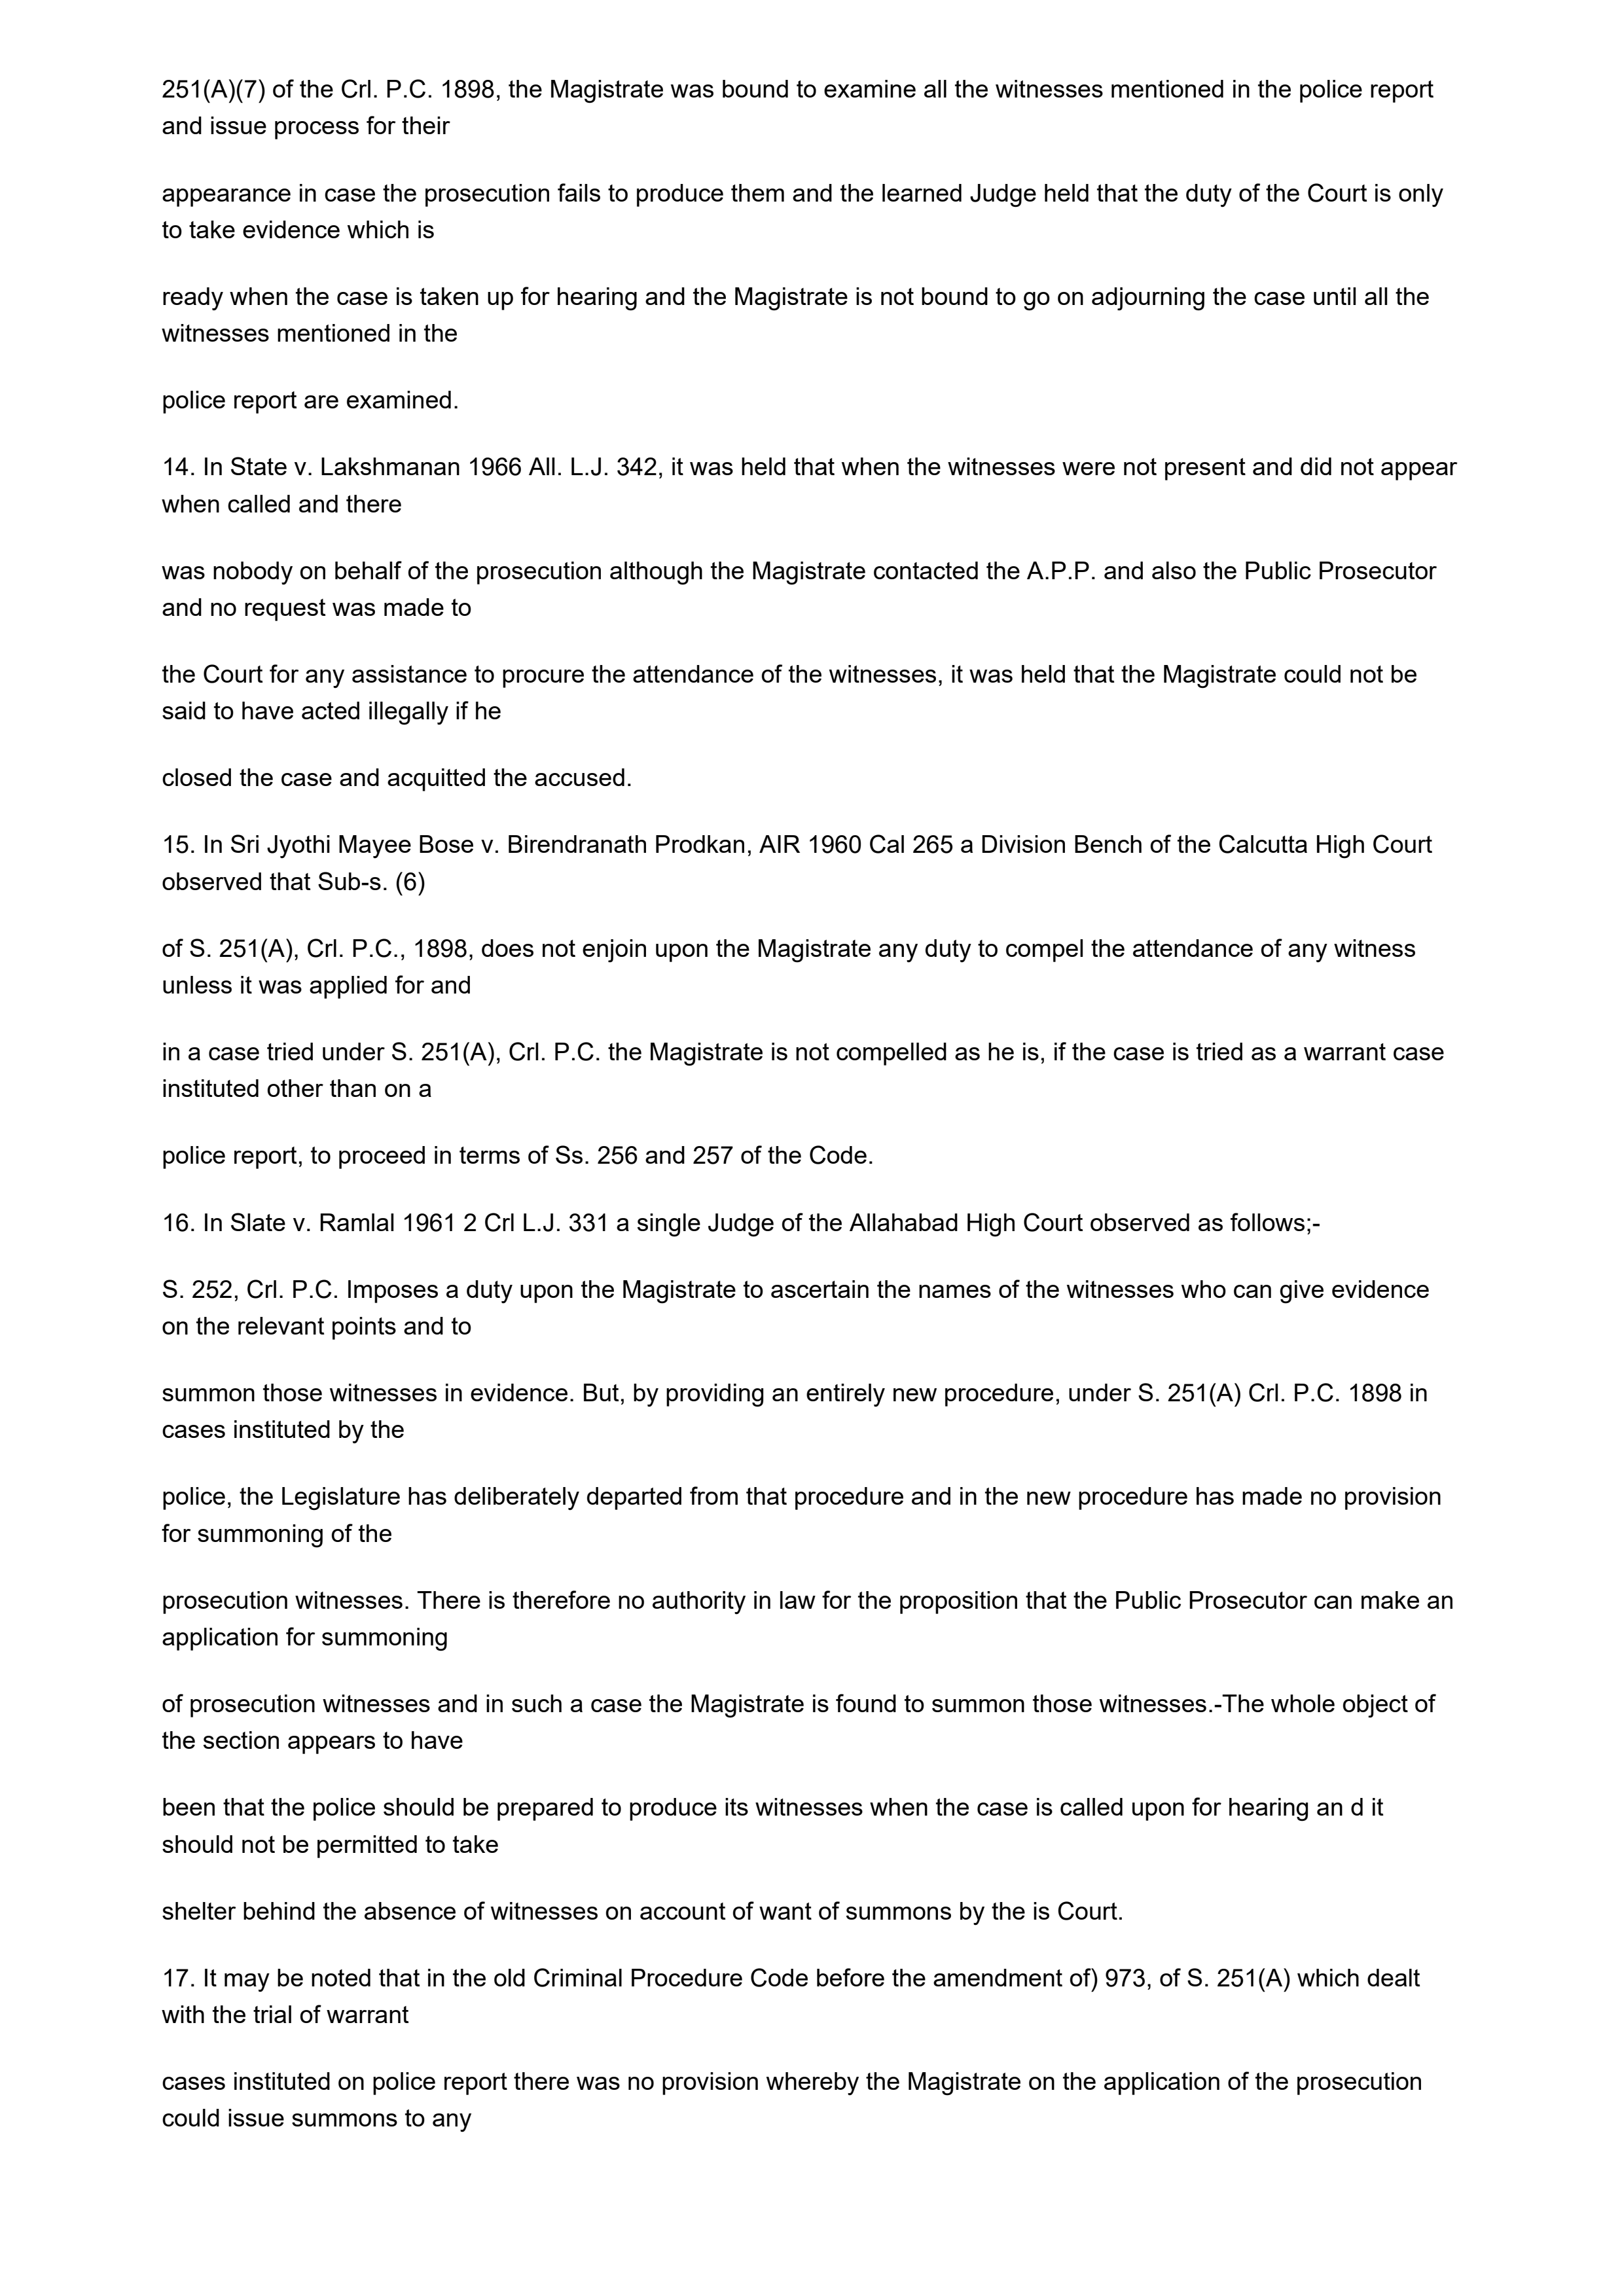 251(A)(7) of the Crl. P.C. 1898, the Magistrate was bound to examine all the witnesses mentioned in the police report
and issue process for their
appearance in case the prosecution fails to produce them and the learned Judge held that the duty of the Court is only
to take evidence which is
ready when the case is taken up for hearing and the Magistrate is not bound to go on adjourning the case until all the
witnesses mentioned in the
police report are examined.
14. In State v. Lakshmanan 1966 All. L.J. 342, it was held that when the witnesses were not present and did not appear
when called and there
was nobody on behalf of the prosecution although the Magistrate contacted the A.P.P. and also the Public Prosecutor
and no request was made to
the Court for any assistance to procure the attendance of the witnesses, it was held that the Magistrate could not be
said to have acted illegally if he
closed the case and acquitted the accused.
15. In Sri Jyothi Mayee Bose v. Birendranath Prodkan, AIR 1960 Cal 265 a Division Bench of the Calcutta High Court
observed that Sub-s. (6)
of S. 251(A), Crl. P.C., 1898, does not enjoin upon the Magistrate any duty to compel the attendance of any witness
unless it was applied for and
in a case tried under S. 251(A), Crl. P.C. the Magistrate is not compelled as he is, if the case is tried as a warrant case
instituted other than on a
police report, to proceed in terms of Ss. 256 and 257 of the Code.
16. In Slate v. Ramlal 1961 2 Crl L.J. 331 a single Judge of the Allahabad High Court observed as follows;-
S. 252, Crl. P.C. Imposes a duty upon the Magistrate to ascertain the names of the witnesses who can give evidence
on the relevant points and to
summon those witnesses in evidence. But, by providing an entirely new procedure, under S. 251(A) Crl. P.C. 1898 in
cases instituted by the
police, the Legislature has deliberately departed from that procedure and in the new procedure has made no provision
for summoning of the
prosecution witnesses. There is therefore no authority in law for the proposition that the Public Prosecutor can make an
application for summoning
of prosecution witnesses and in such a case the Magistrate is found to summon those witnesses.-The whole object of
the section appears to have
been that the police should be prepared to produce its witnesses when the case is called upon for hearing an d it
should not be permitted to take
shelter behind the absence of witnesses on account of want of summons by the is Court.
17. It may be noted that in the old Criminal Procedure Code before the amendment of) 973, of S. 251(A) which dealt
with the trial of warrant
cases instituted on police report there was no provision whereby the Magistrate on the application of the prosecution
could issue summons to any